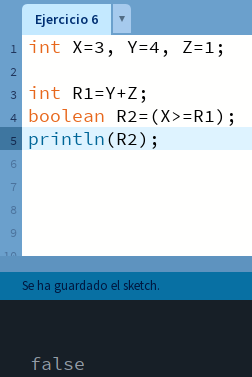 Ejercicio 6 ▼
1 int X=3, Y=4, Z=1;
2
3 int R1=Y+Z;
4 boolean R2=(X>=R1);
5 println(R2);
6
7
8
9
10
Se ha guardado el sketch.
false